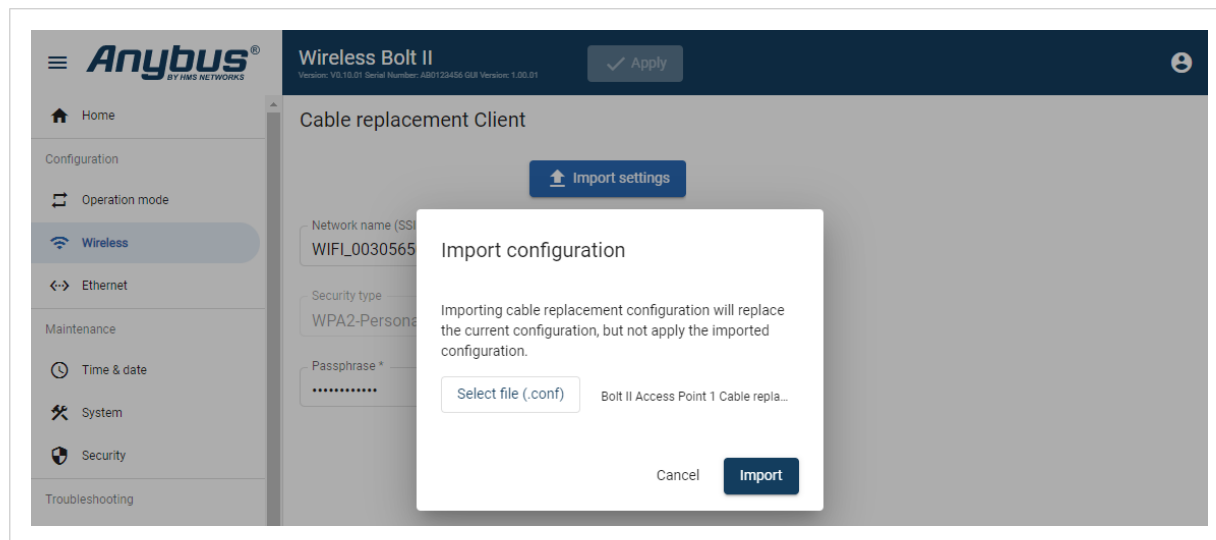 Anybus®
BY HMS NETWORKS
Wireless Bolt II
Version: V0.10.01 Serial Number: AB0123456 GUI Version: 1.00.01
Apply
Home
Configuration
Operation mode
Wireless
Ethernet
Maintenance
Time & date
System
Security
Troubleshooting
Cable replacement Client
Import settings
Network name (SSI
WIFI_0030565
Security type
WPA2-Persona
Passphrase *
••••••••••••
Import configuration
Importing cable replacement configuration will replace
the current configuration, but not apply the imported
configuration.
Select file (.conf)
Bolt II Access Point 1 Cable repla...
Cancel
Import